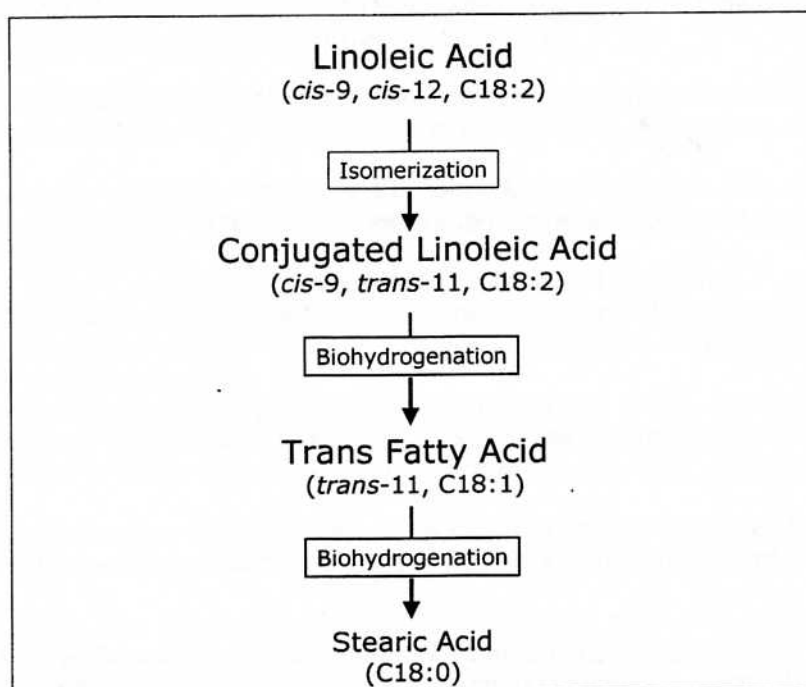 Linoleic Acid
(cis-9, cis-12, C18:2)
Isomerization
Conjugated Linoleic Acid
(cis-9, trans-11, C18:2)
Biohydrogenation
Trans Fatty Acid
(trans-11, C18:1)
Biohydrogenation
Stearic Acid
(C18:0)